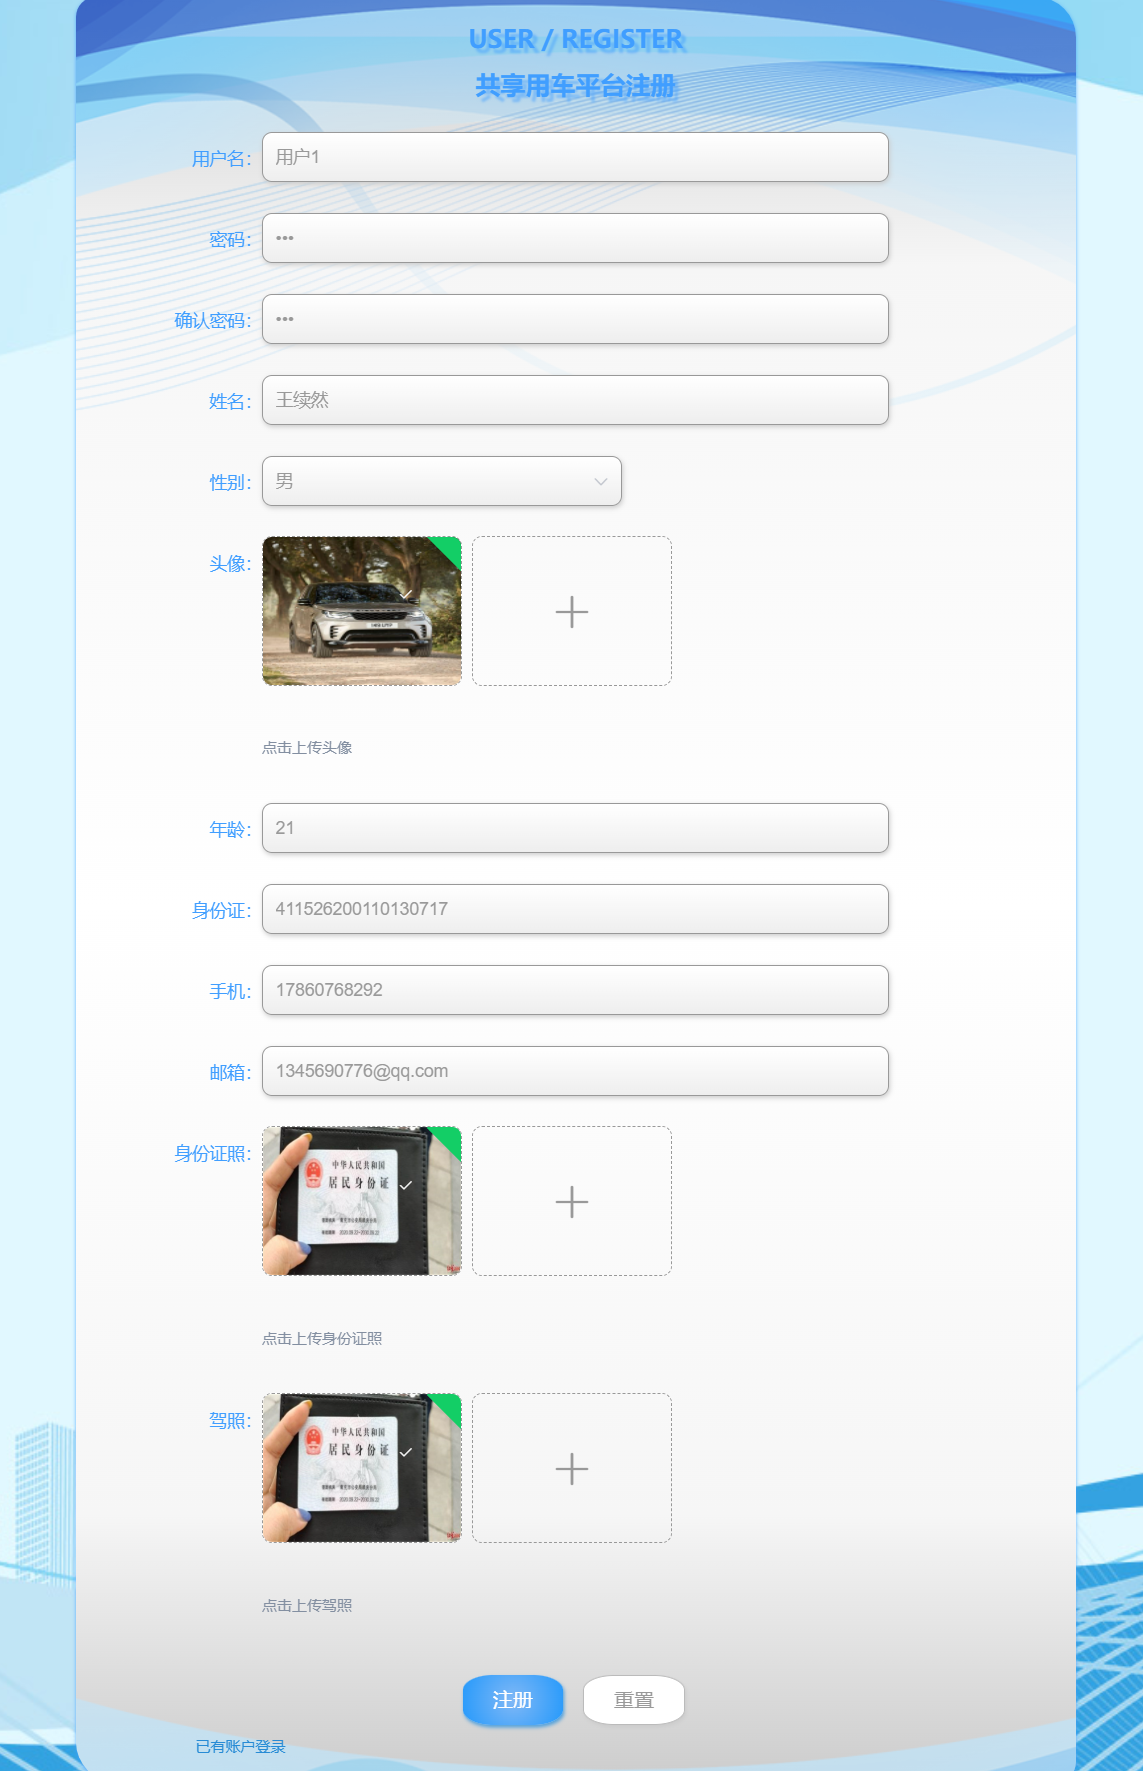 USER / REGISTER
共享用车平台注册
用户名： 用户1
密码： •••
确认密码： •••
姓名： 王续然
性别： 男
头像：
点击上传头像
年龄： 21
身份证： 411526200110130717
手机： 17860768292
邮箱： 1345690776@qq.com
身份证照：
中华人民共和国
居民身份证
点击上传身份证照
驾照：
中华人民共和国
居民身份证
点击上传驾照
注册 重置
已有账户登录